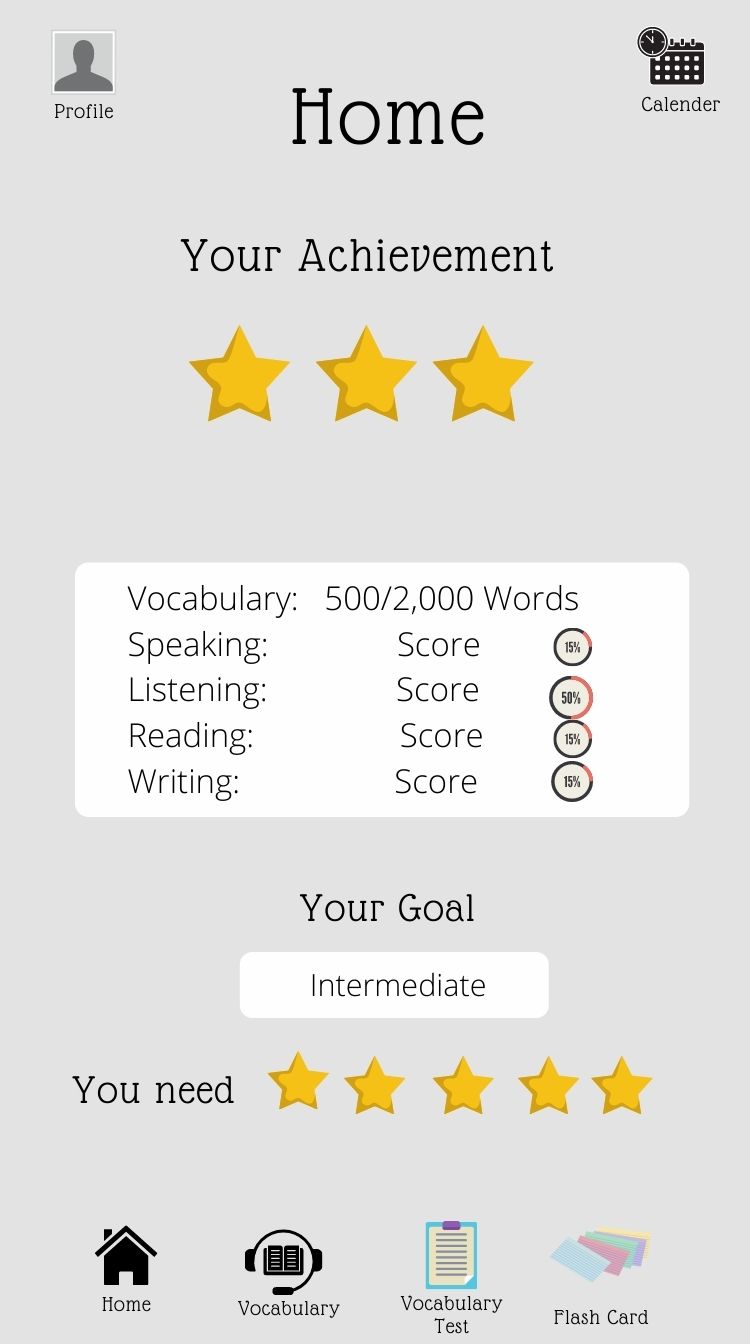 Profile
Calender
Home
Your Achievement
Vocabulary: 500/2,000 Words
Speaking: Score 15%
Listening: Score 50%
Reading: Score 15%
Writing: Score 15%
Your Goal
Intermediate
You need
Home
Vocabulary
Vocabulary
Test
Flash Card